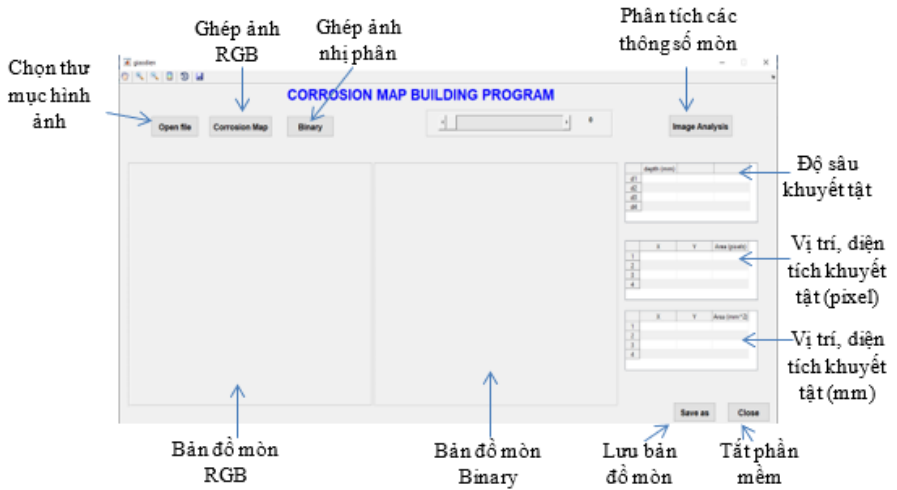 Ghép ảnh
RGB
Ghép ảnh
nhị phân
Phân tích các
thông số mòn
Chọn thư
mục hình
ảnh
giaodien
CORROSION MAP BUILDING PROGRAM
Open file
Corrosion Map
Binary
0
Image Analysis
depth (mm)
d1
d2
d3
d4
Độ sâu
khuyết tật
X Y Area (pixels)
1
2
3
4
Vị trí, diện
tích khuyết
tật (pixel)
X Y Area (mm^2)
1
2
3
4
Vị trí, diện
tích khuyết
tật (mm)
Save as
Close
Bản đồ mòn
RGB
Bản đồ mòn
Binary
Lưu bản
đồ mòn
Tắt phần
mềm